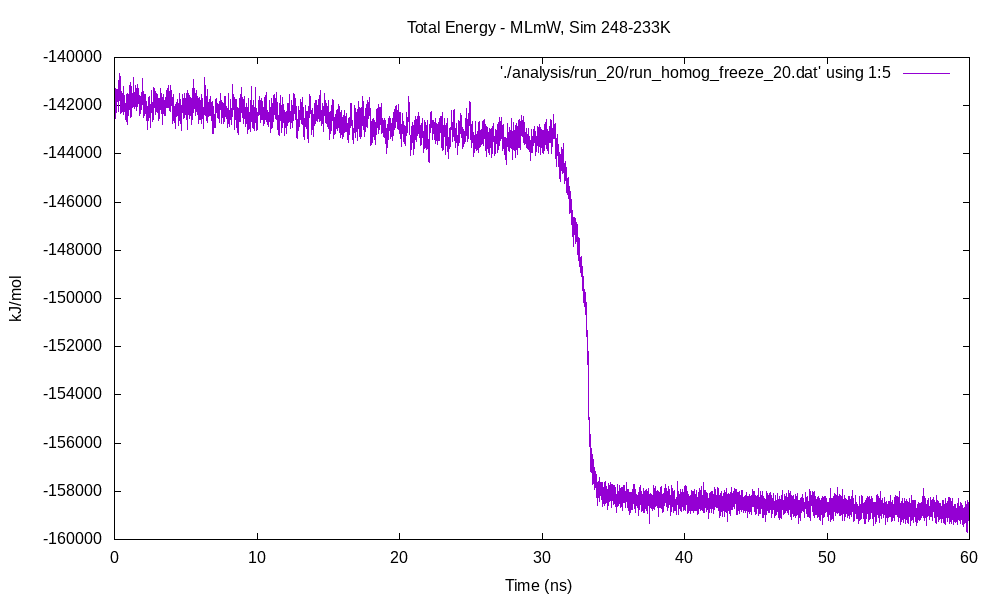 Total Energy - MLmW, Sim 248-233K
'./analysis/run_20/run_homog_freeze_20.dat' using 1:5
-140000
-142000
-144000
-146000
-148000
-150000
-152000
-154000
-156000
-158000
-160000
kJ/mol
0 10 20 30 40 50 60
Time (ns)